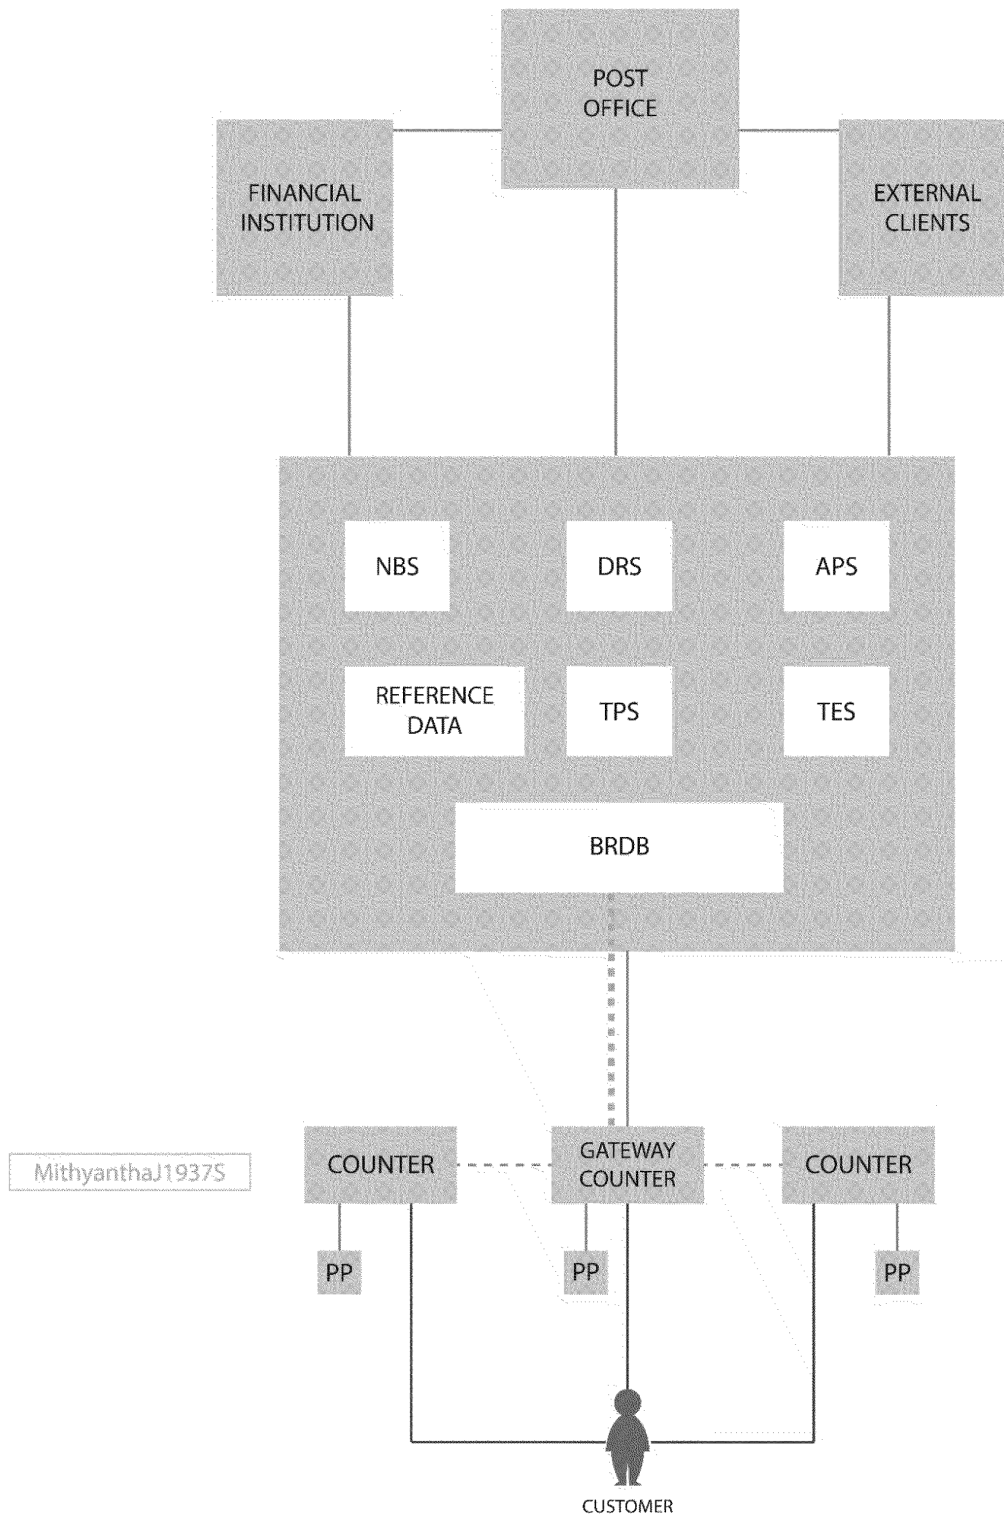 POST
OFFICE
FINANCIAL
INSTITUTION
EXTERNAL
CLIENTS
NBS
DRS
APS
REFERENCE
DATA
TPS
TES
BRDB
MithyanthaJ1937S
COUNTER
GATEWAY
COUNTER
COUNTER
PP
PP
PP
CUSTOMER